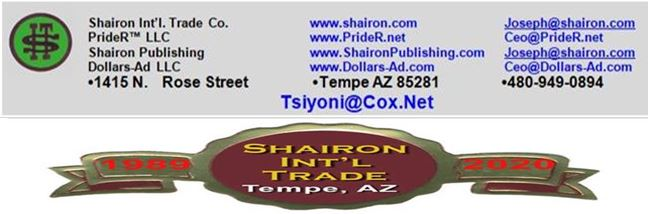 Shairon Int'l. Trade Co. www.shairon.com Joseph@shairon.com
PrideR™ LLC www.PrideR.net Ceo@PrideR.net
Shairon Publishing www.ShaironPublishing.com Joseph@shairon.com
Dollars-Ad LLC www.Dollars-Ad.com Ceo@Dollars-Ad.com
•1415 N. Rose Street •Tempe AZ 85281 •480-949-0894
Tsiyoni@Cox.Net
SHAIRON
1989 INT'L 2020
TRADE
Tempe, AZ